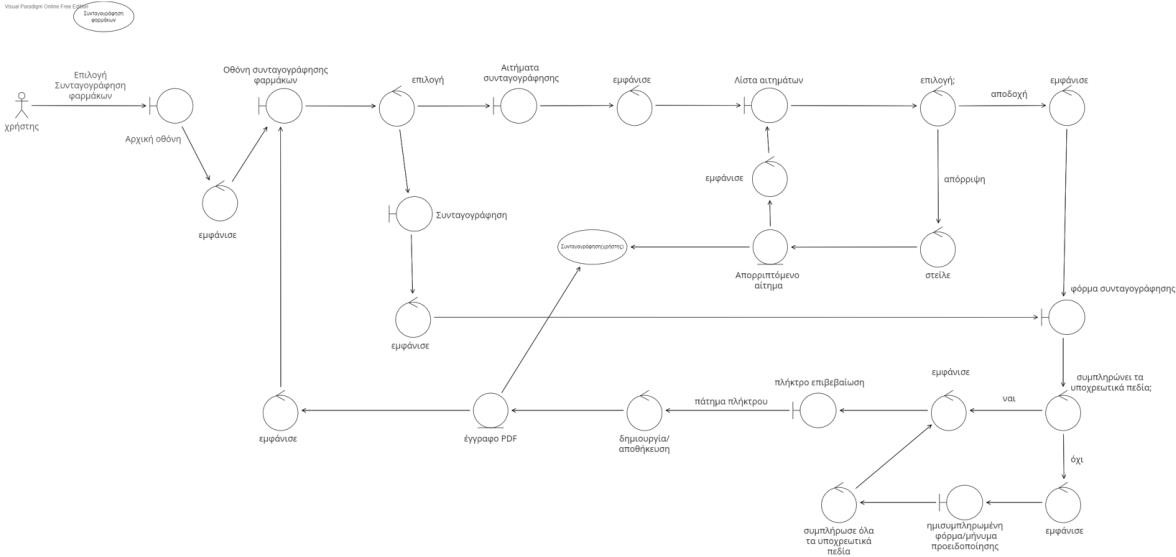 Visual Paradigm Online Free Edition
Συνταγογράφηση
φαρμάκων
Επιλογή
Συνταγογράφηση
φαρμάκων
χρήστης
Αρχική οθόνη
εμφάνισε
Οθόνη συνταγογράφησης
φαρμάκων
επιλογή
Αιτήματα
συνταγογράφησης
εμφάνισε
Λίστα αιτημάτων
επιλογή;
αποδοχή
εμφάνισε
εμφάνισε
απόρριψη
Συνταγογράφηση
Συνταγογράφηση(χρήστης)
Απορριπτόμενο
αίτημα
στείλε
φόρμα συνταγογράφησης
εμφάνισε
συμπληρώνει τα
υποχρεωτικά πεδία;
ναι
εμφάνισε
πλήκτρο επιβεβαίωση
πάτημα πλήκτρου
δημιουργία/
αποθήκευση
έγγραφο PDF
εμφάνισε
όχι
εμφάνισε
ημισυμπληρωμένη
φόρμα/μήνυμα
προειδοποίησης
συμπλήρωσε όλα
τα υποχρεωτικά
πεδία